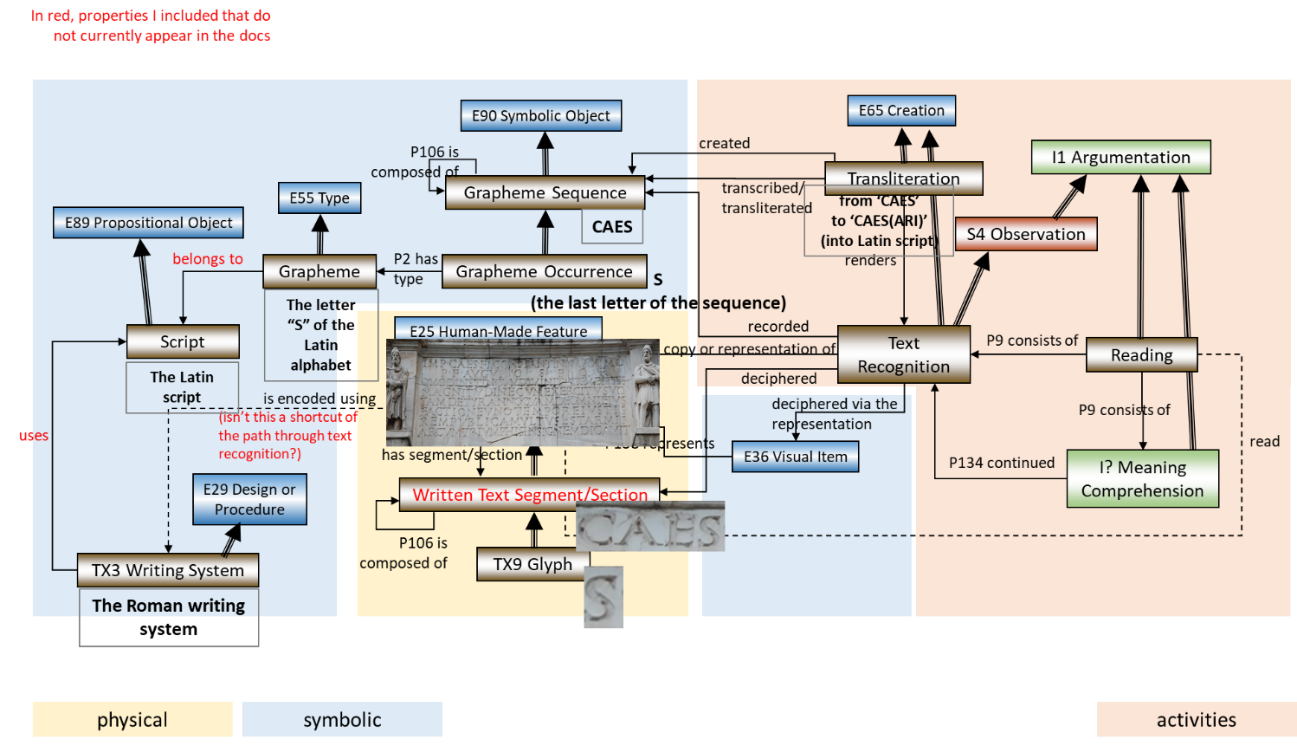 In red, properties I included that do
not currently appear in the docs
E90 Symbolic Object
E65 Creation
I1 Argumentation
created
P106 is
composed of
Grapheme Sequence
Transliteration
transcribed/
transliterated
from ‘CAES’
to ‘CAES(ARI)’
(into Latin script)
renders
CAES
E55 Type
E89 Propositional Object
S4 Observation
belongs to
Grapheme
P2 has
type
Grapheme Occurrence
S
(the last letter of the sequence)
The letter
“S” of the
Latin
alphabet
E25 Human-Made Feature
recorded
Script
The Latin
script
copy or representation of
Text
Recognition
P9 consists of
Reading
deciphered
is encoded using
(isn’t this a shortcut of
the path through text
recognition?)
uses
deciphered via the
representation
P9 consists of
read
represents
E36 Visual Item
has segment/section
P134 continued
I? Meaning
Comprehension
E29 Design or
Procedure
Written Text Segment/Section
CAES
P106 is
composed of
TX9 Glyph
S
TX3 Writing System
The Roman writing
system
physical
symbolic
activities